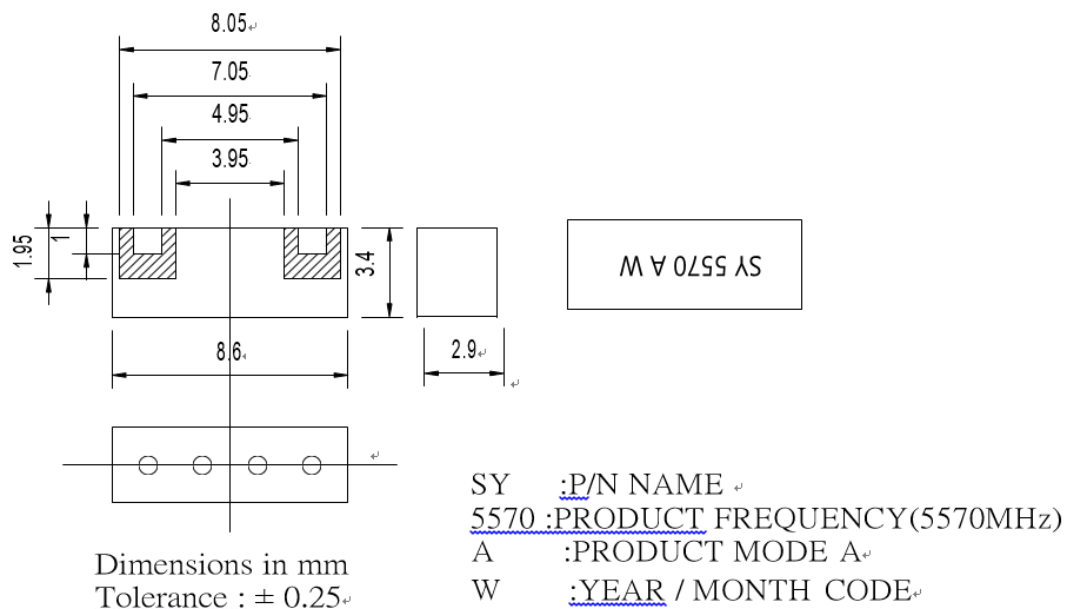 8.05
7.05
4.95
3.95
1.95
1
3.4
8.6
2.9
SY 5570 A W
SY :P/N NAME
5570 :PRODUCT FREQUENCY(5570MHz)
A :PRODUCT MODE A
W :YEAR / MONTH CODE
Dimensions in mm
Tolerance : ± 0.25